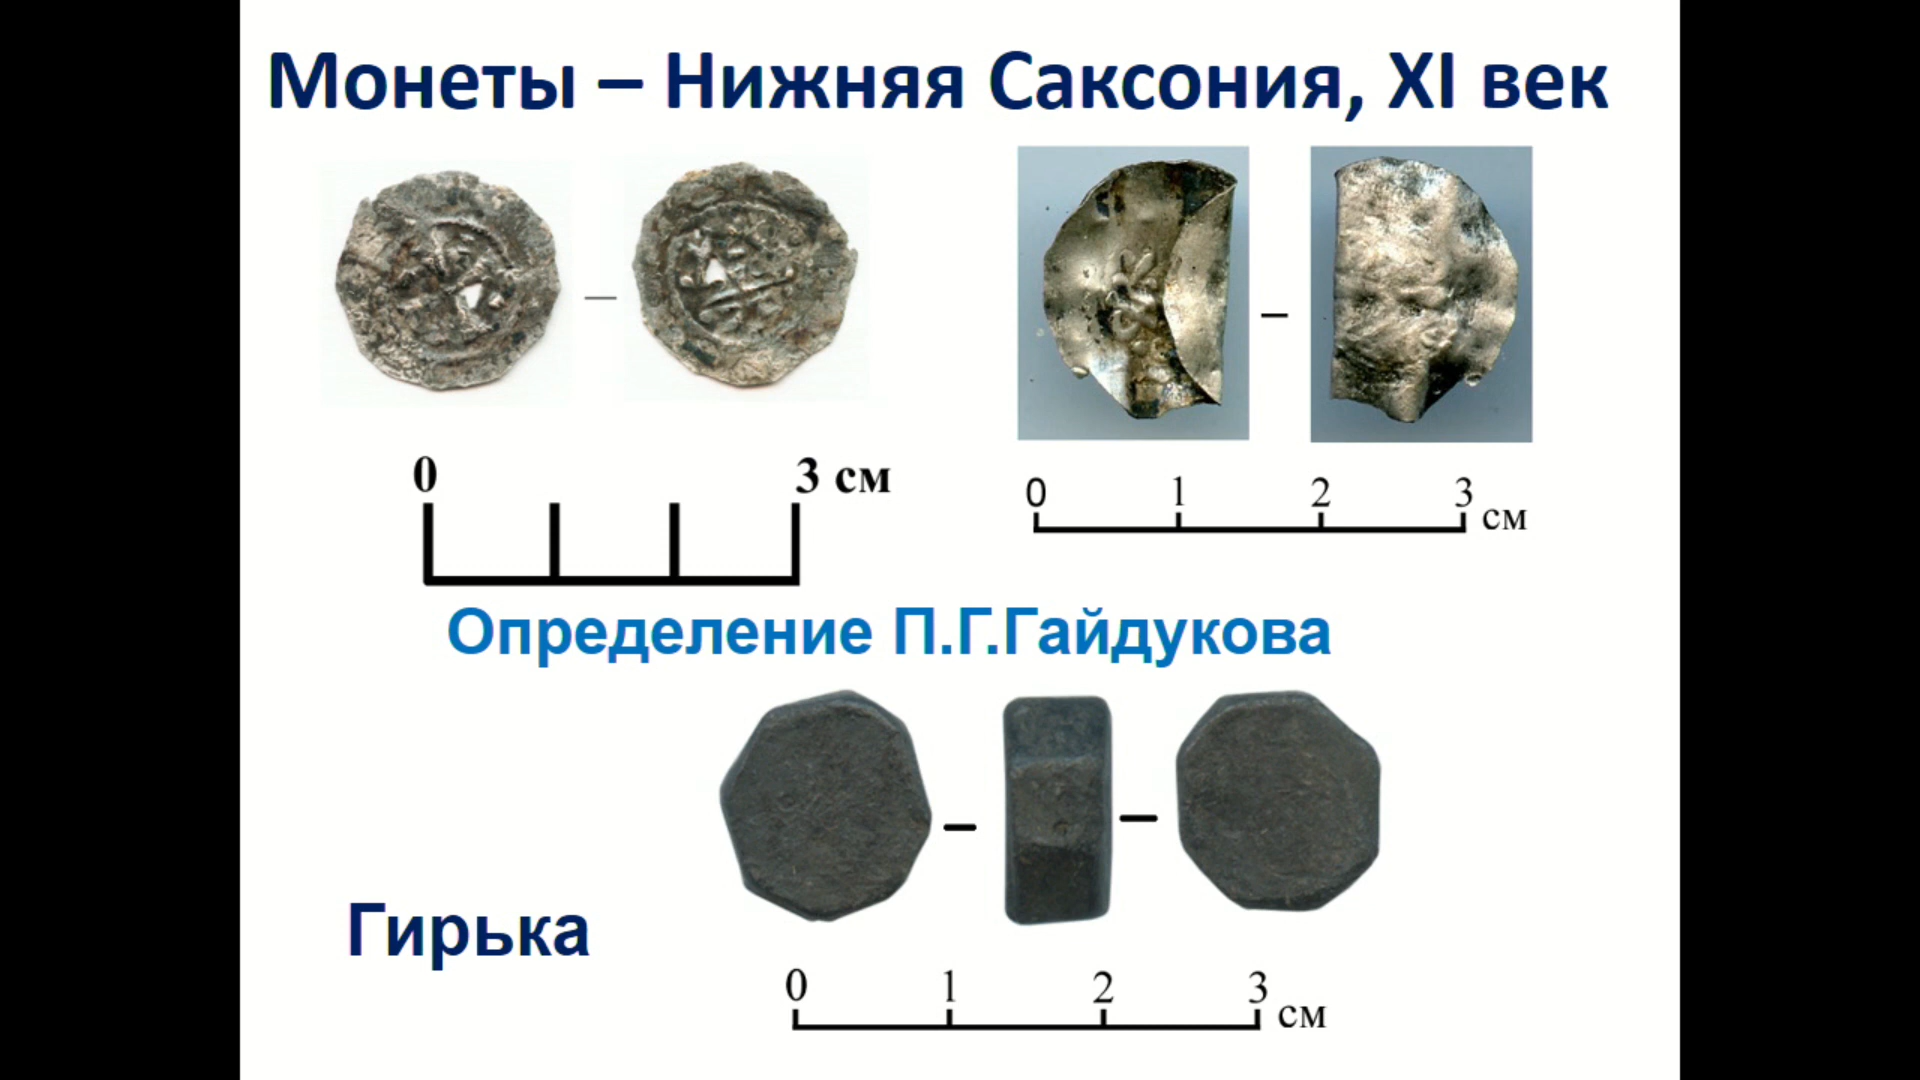 Монеты – Нижняя Саксония, XI век
0 3 см
0 1 2 3 см
Определение П.Г.Гайдукова
Гирька
0 1 2 3 см